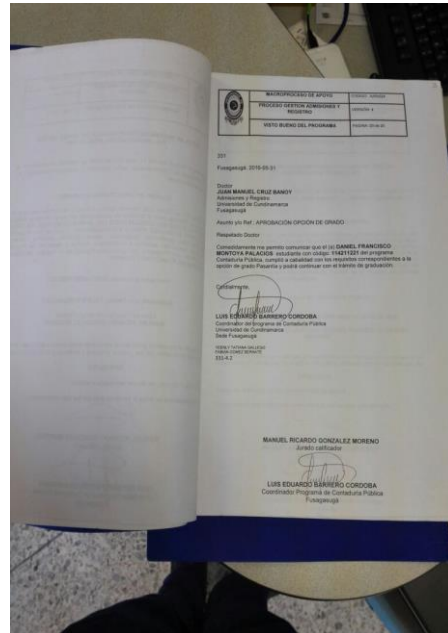 MACROPROCESO DE APOYO
PROCESO GESTION ADMISIONES Y
REGISTRO
VISTO BUENO DEL PROGRAMA
Fusagasugá, 2016-05-31
Doctor
JUAN MANUEL CRUZ BANOY
Admisiones y Registro
Universidad de Cundinamarca
Fusagasugá
Asunto y/o Ref.: APROBACIÓN OPCIÓN DE GRADO
Respetado Doctor
Comedidamente me permito comunicar que el (a) DANIEL FRANCISCO
MONTOYA PALACIOS estudiante con código: 114211221 del programa
Contaduría Pública, cumplió a cabalidad con los requisitos correspondientes a la
opción de grado Pasantía y podrá continuar con el trámite de graduación.
Cordialmente,
LUIS EDUARDO BARRERO CORDOBA
Coordinador del programa de Contaduría Pública
Universidad de Cundinamarca
Sede Fusagasugá
MANUEL RICARDO GONZALEZ MORENO
Jurado calificador
LUIS EDUARDO BARRERO CORDOBA
Coordinador Programa de Contaduría Pública
Fusagasugá